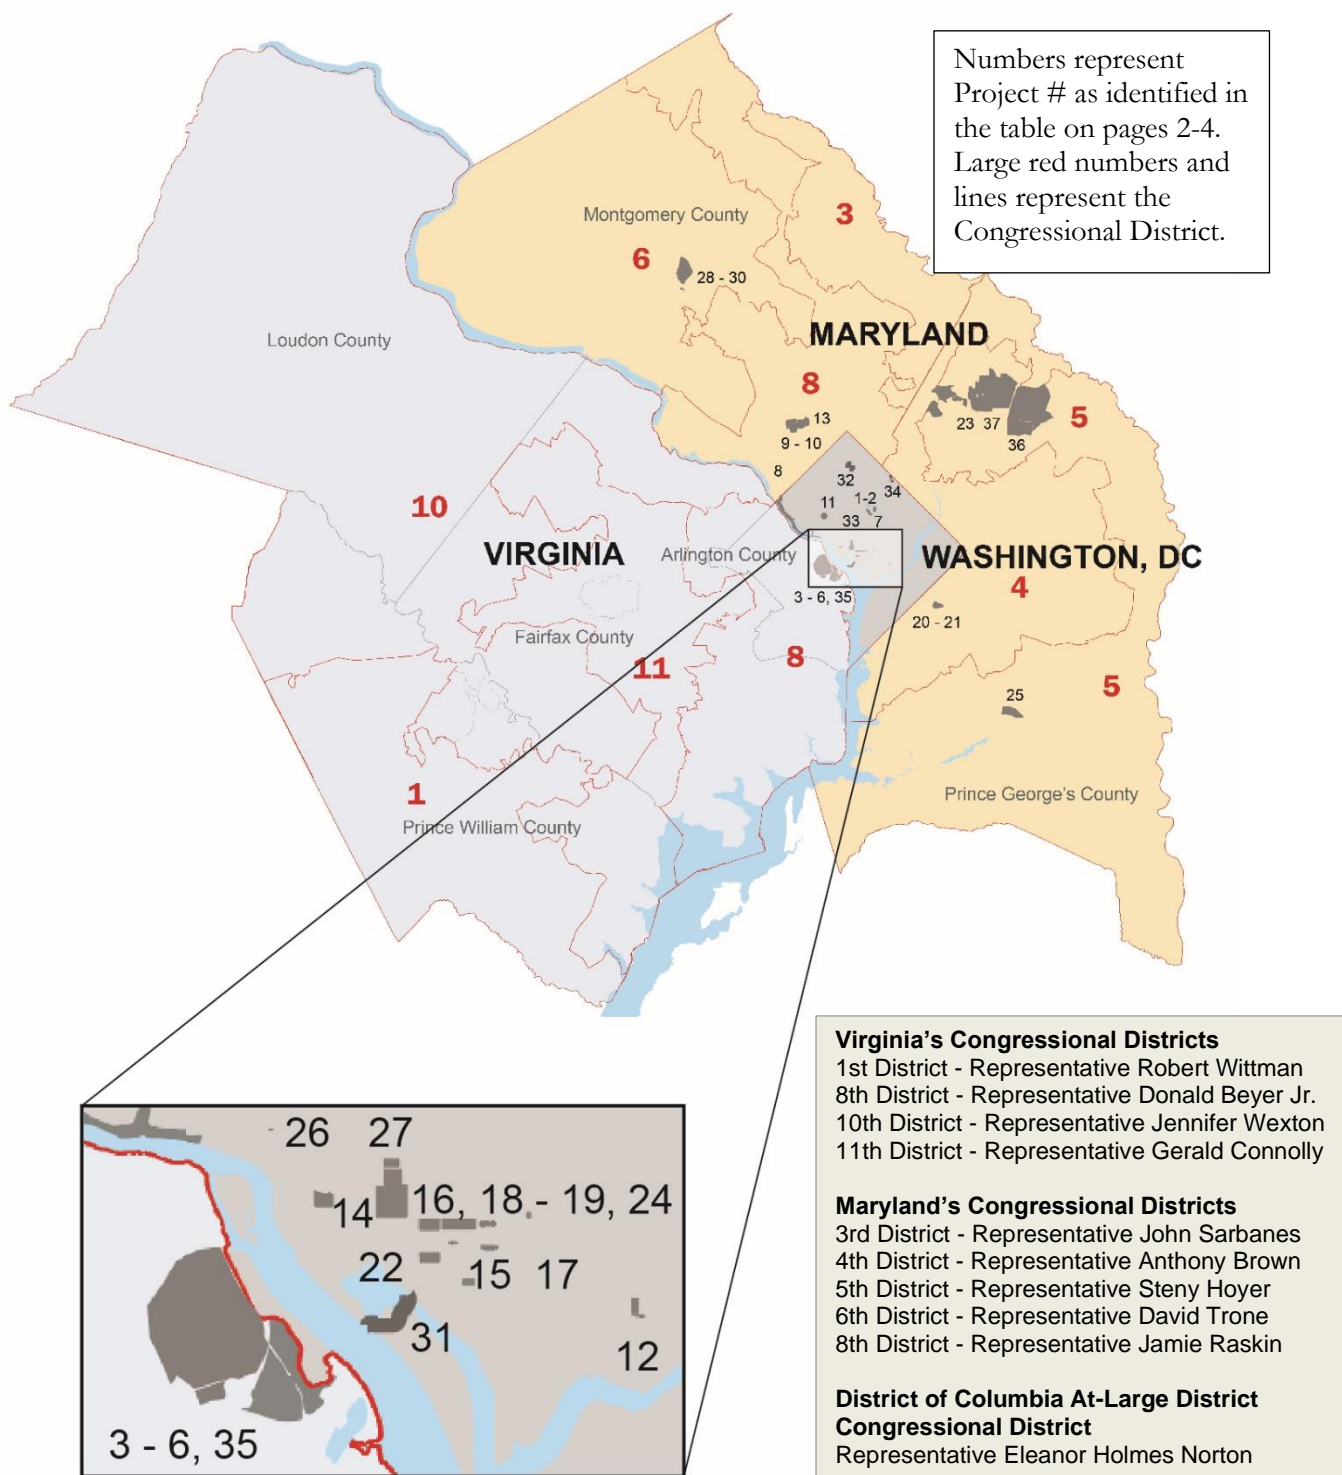 Numbers represent
Project # as identified in
the table on pages 2-4.
Large red numbers and
lines represent the
Congressional District.
3
Montgomery County
6
28 - 30
MARYLAND
Loudon County
8
5
13
23 37
9 - 10
36
8
32
34
1-2
11
10
33
7
VIRGINIA
Arlington County
WASHINGTON, DC
4
3 - 6, 35
20 - 21
Fairfax County
11
8
5
25
1
Prince George's County
Prince William County
26 27
14
16, 18 - 19, 24
22
15 17
31
12
3 - 6, 35
Virginia's Congressional Districts
1st District - Representative Robert Wittman
8th District - Representative Donald Beyer Jr.
10th District - Representative Jennifer Wexton
11th District - Representative Gerald Connolly
Maryland's Congressional Districts
3rd District - Representative John Sarbanes
4th District - Representative Anthony Brown
5th District - Representative Steny Hoyer
6th District - Representative David Trone
8th District - Representative Jamie Raskin
District of Columbia At-Large District
Congressional District
Representative Eleanor Holmes Norton